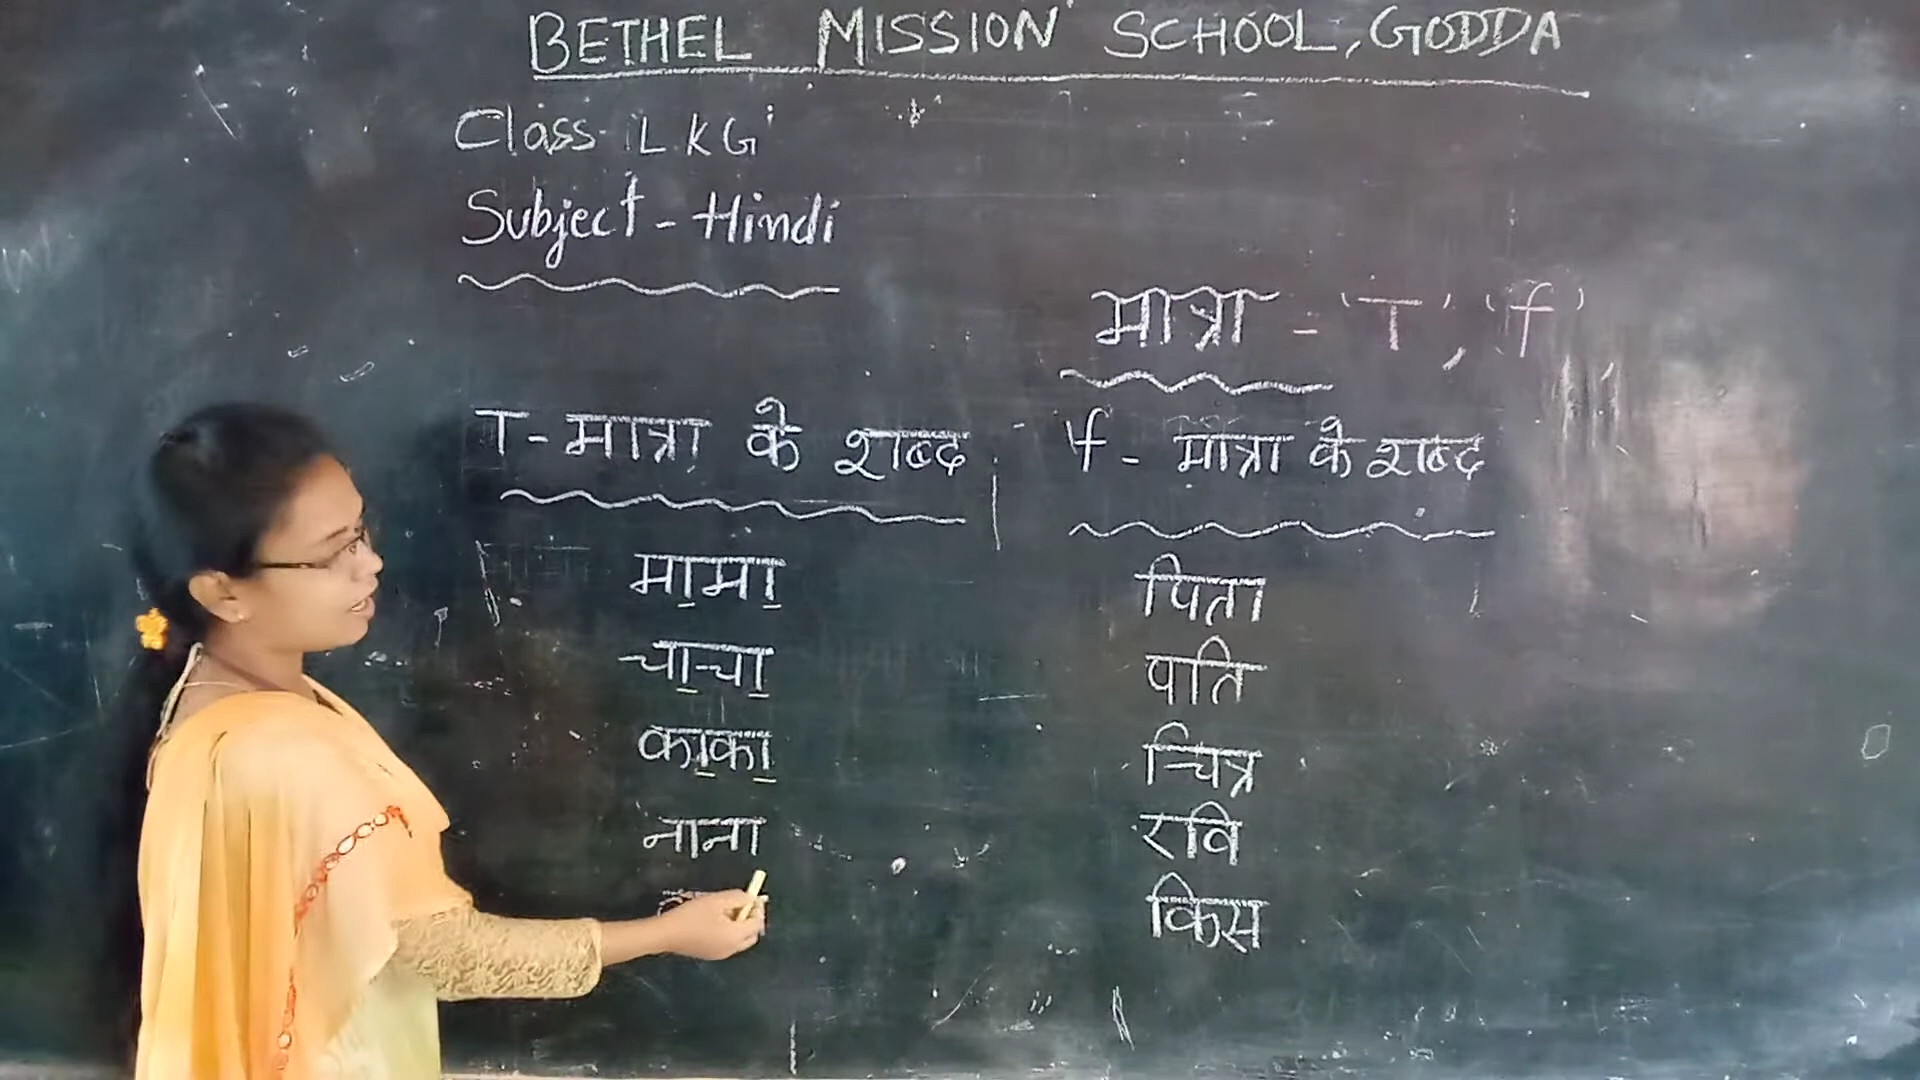 BETHEL MISSION SCHOOL, GODDA
Class- LKG
Subject - Hindi
मात्रा - 'ा', 'ि'
ा - मात्रा के शब्द
ि - मात्रा के शब्द
मामा
चाचा
काका
नाना
पिता
पति
चित्र
रवि
किस